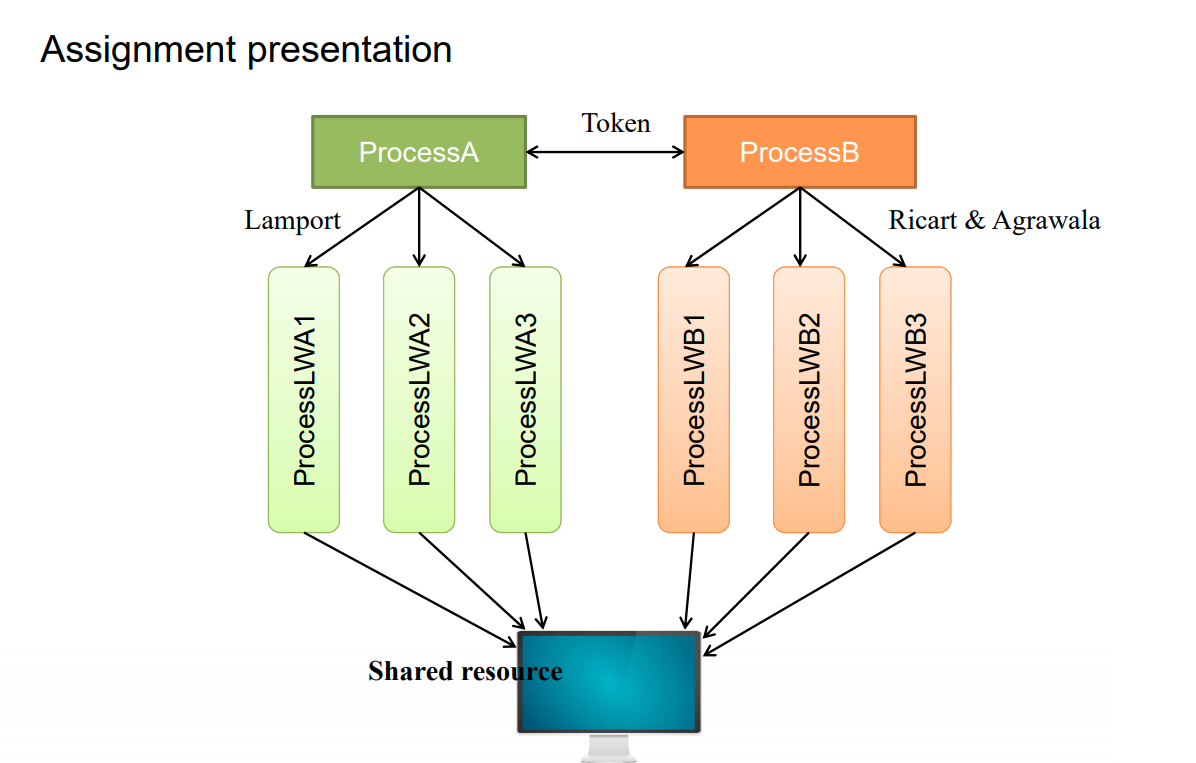 Assignment presentation
Token
ProcessA
ProcessB
Lamport
Ricart & Agrawala
ProcessLWA1
ProcessLWA2
ProcessLWA3
ProcessLWB1
ProcessLWB2
ProcessLWB3
Shared resource